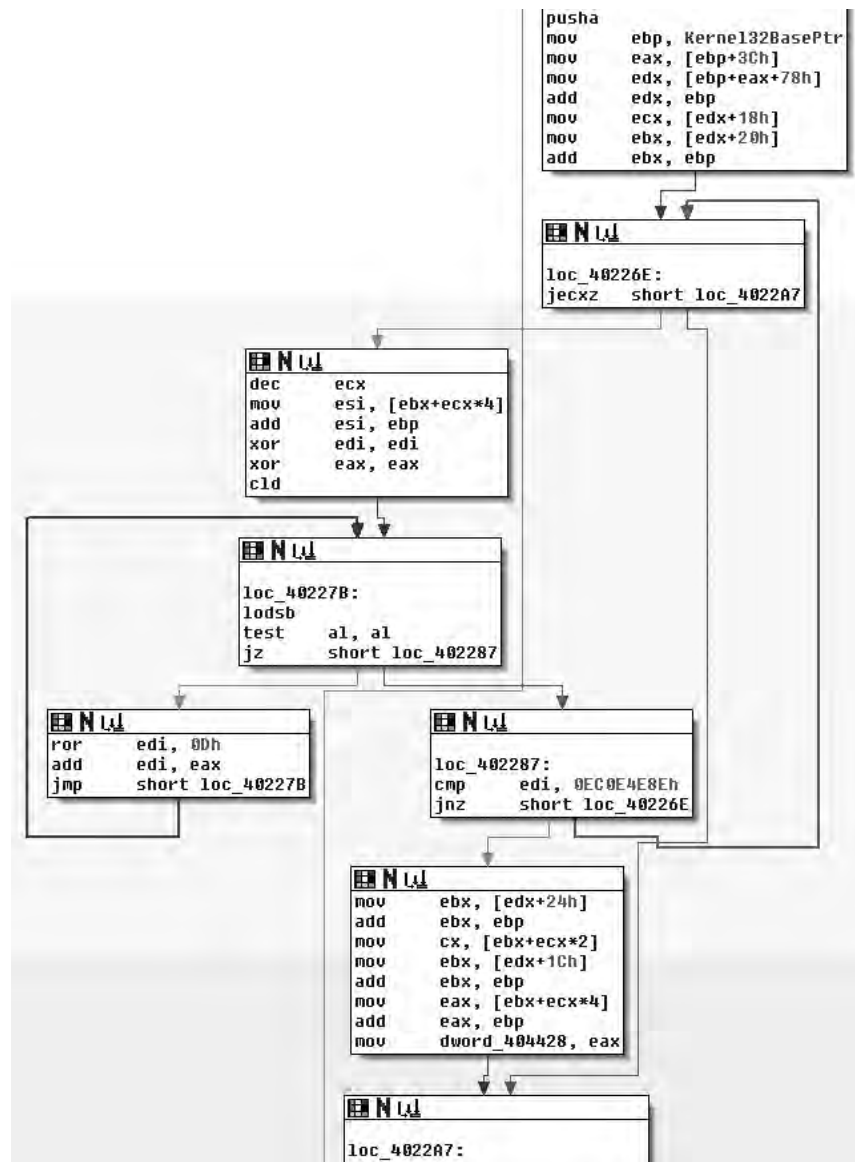 pusha
mov ebp, Kernel32BasePtr
mov eax, [ebp+3Ch]
mov edx, [ebp+eax+78h]
add edx, ebp
mov ecx, [edx+18h]
mov ebx, [edx+20h]
add ebx, ebp
loc_40226E:
jecxz short loc_4022A7
dec ecx
mov esi, [ebx+ecx*4]
add esi, ebp
xor edi, edi
xor eax, eax
cld
loc_40227B:
lodsb
test al, al
jz short loc_402287
ror edi, 0Dh
add edi, eax
jmp short loc_40227B
loc_402287:
cmp edi, 0EC0E4E8Eh
jnz short loc_40226E
mov ebx, [edx+24h]
add ebx, ebp
mov cx, [ebx+ecx*2]
mov ebx, [edx+1Ch]
add ebx, ebp
mov eax, [ebx+ecx*4]
add eax, ebp
mov dword_404428, eax
loc_4022A7: